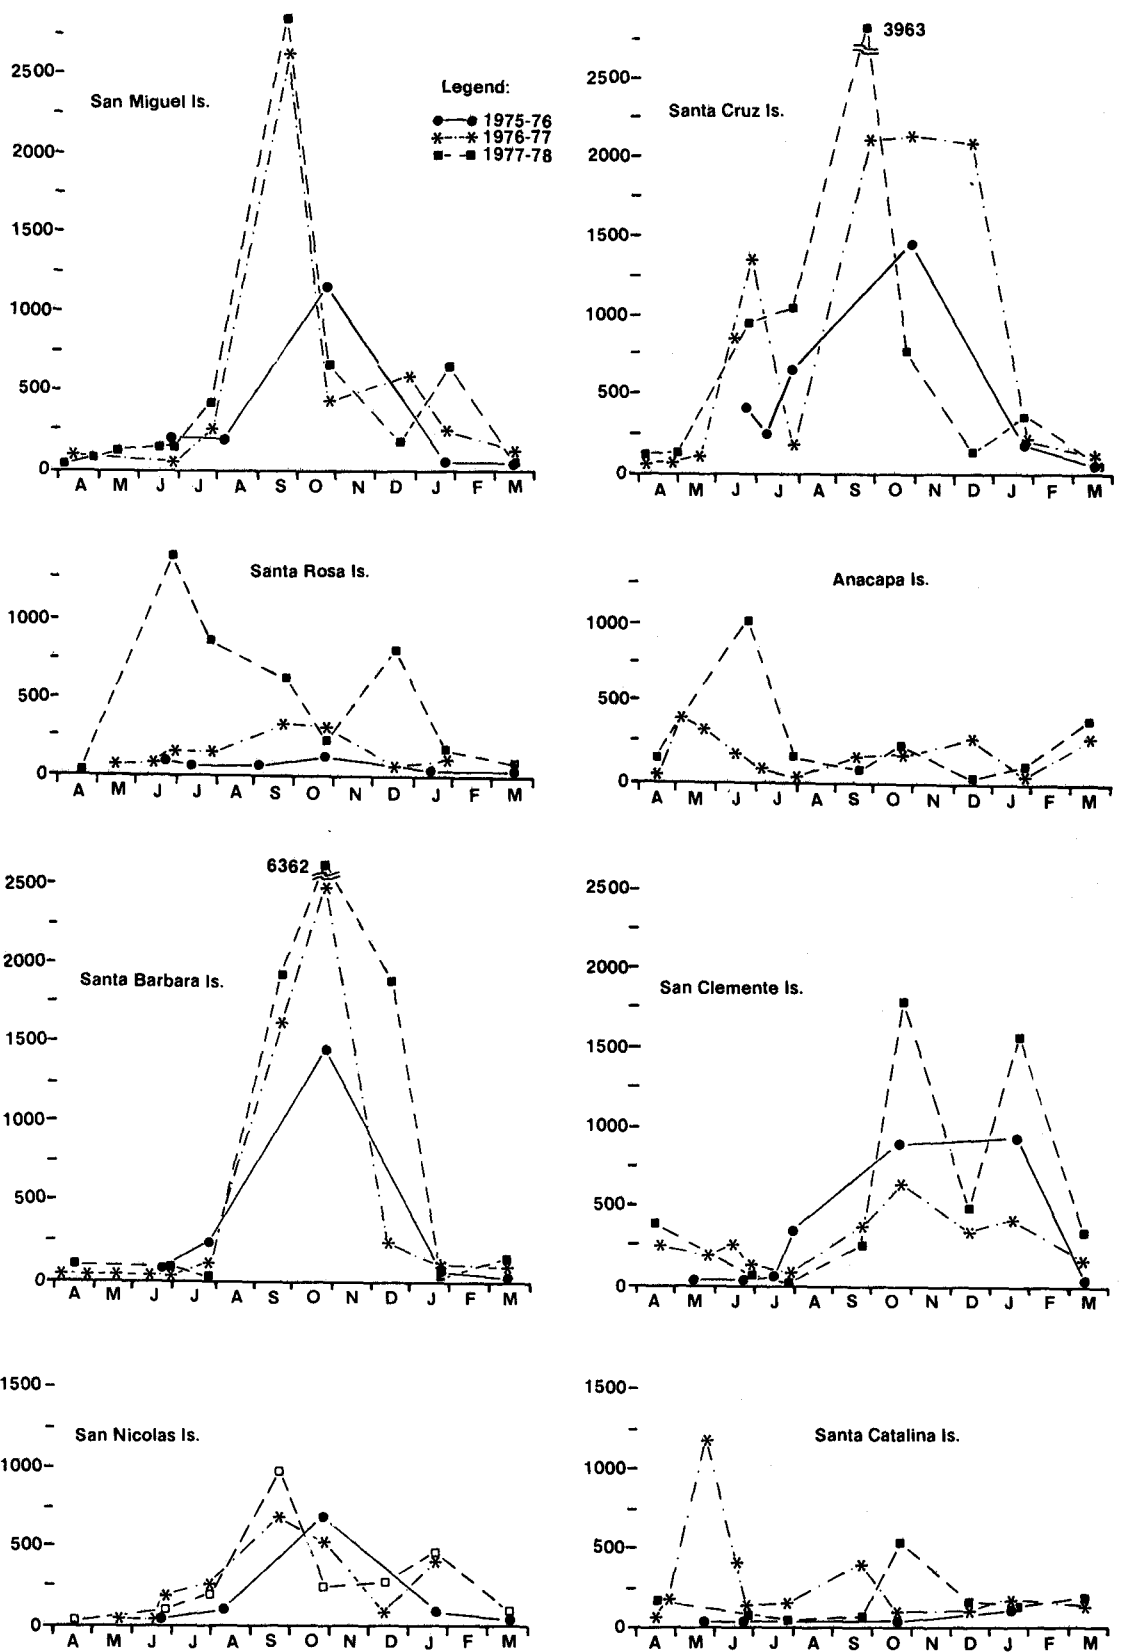 San Miguel Is.
2500
2000
1500
1000
500
0
A M J J A S O N D J F M
Legend:
1975-76
1976-77
1977-78
Santa Cruz Is.
3963
2500
2000
1500
1000
500
0
A M J J A S O N D J F M
Santa Rosa Is.
1000
500
0
A M J J A S O N D J F M
Anacapa Is.
1000
500
0
A M J J A S O N D J F M
Santa Barbara Is.
6362
2500
2000
1500
1000
500
0
A M J J A S O N D J F M
San Clemente Is.
2500
2000
1500
1000
500
0
A M J J A S O N D J F M
San Nicolas Is.
1500
1000
500
0
A M J J A S O N D J F M
Santa Catalina Is.
1500
1000
500
0
A M J J A S O N D J F M